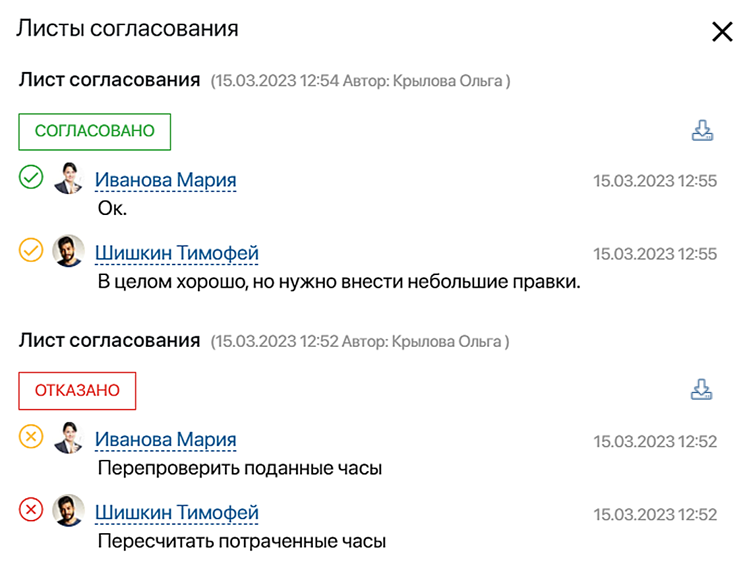 Листы согласования
Лист согласования (15.03.2023 12:54 Автор: Крылова Ольга )
СОГЛАСОВАНО
Иванова Мария 15.03.2023 12:55
Ок.
Шишкин Тимофей 15.03.2023 12:55
В целом хорошо, но нужно внести небольшие правки.
Лист согласования (15.03.2023 12:52 Автор: Крылова Ольга )
ОТКАЗАНО
Иванова Мария 15.03.2023 12:52
Перепроверить поданные часы
Шишкин Тимофей 15.03.2023 12:52
Пересчитать потраченные часы